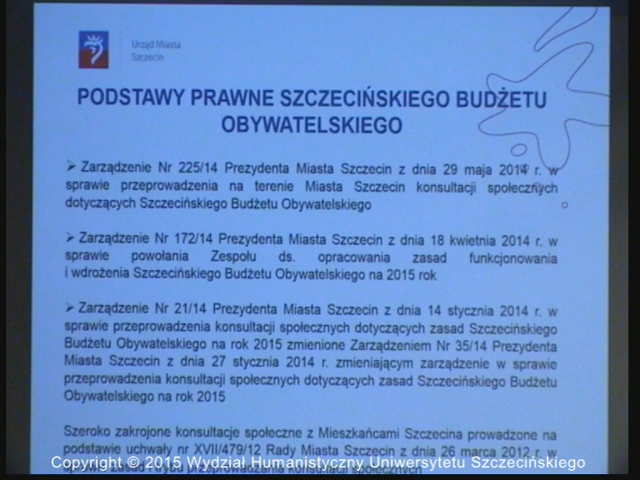 Urząd Miasta
Szczecin
PODSTAWY PRAWNE SZCZECIŃSKIEGO BUDŻETU
OBYWATELSKIEGO
➢ Zarządzenie Nr 225/14 Prezydenta Miasta Szczecin z dnia 29 maja 2014 r. w
sprawie przeprowadzenia na terenie Miasta Szczecin konsultacji społecznych
dotyczących Szczecińskiego Budżetu Obywatelskiego
➢ Zarządzenie Nr 172/14 Prezydenta Miasta Szczecin z dnia 18 kwietnia 2014 r. w
sprawie powołania Zespołu ds. opracowania zasad funkcjonowania
i wdrożenia Szczecińskiego Budżetu Obywatelskiego na 2015 rok
➢ Zarządzenie Nr 21/14 Prezydenta Miasta Szczecin z dnia 14 stycznia 2014 r. w
sprawie przeprowadzenia konsultacji społecznych dotyczących zasad Szczecińskiego
Budżetu Obywatelskiego na rok 2015 zmienione Zarządzeniem Nr 35/14 Prezydenta
Miasta Szczecin z dnia 27 stycznia 2014 r. zmieniającym zarządzenie w sprawie
przeprowadzenia konsultacji społecznych dotyczących zasad Szczecińskiego Budżetu
Obywatelskiego na rok 2015
Szeroko zakrojone konsultacje społeczne z Mieszkańcami Szczecina prowadzone na
podstawie uchwały nr XVII/479/12 Rady Miasta Szczecin z dnia 26 marca 2012 r. w
Copyright © 2015 Wydział Humanistyczny Uniwersytetu Szczecińskiego
sprawie zasad i trybu przeprowadzania konsultacji społecznych